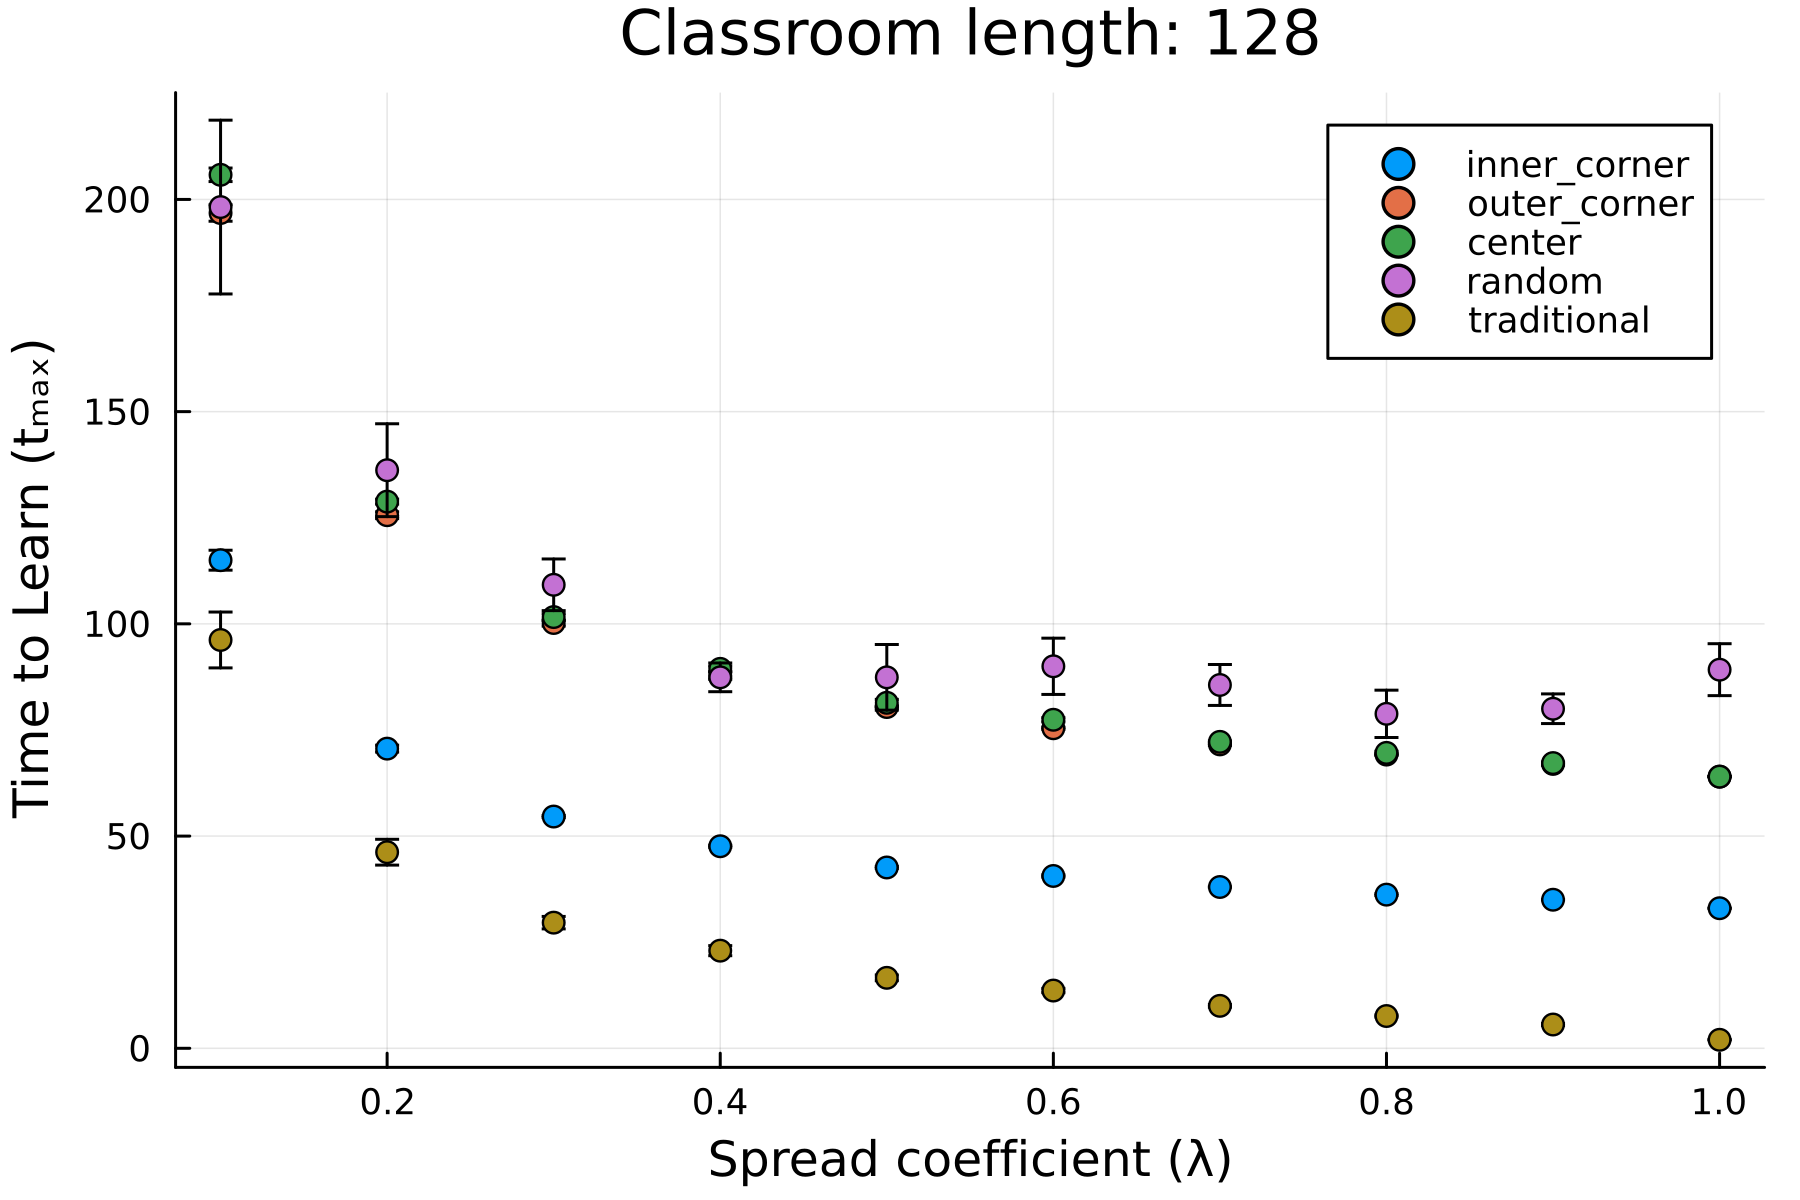 Classroom length: 128
Time to Learn (tₘₐₓ)
200
150
100
50
0
inner_corner
outer_corner
center
random
traditional
0.2
0.4
0.6
0.8
1.0
Spread coefficient (λ)